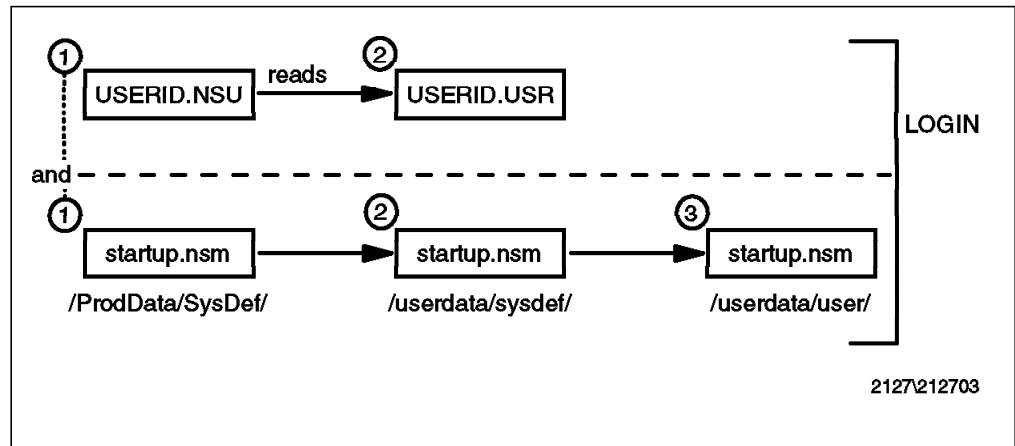 1 2
reads
USERID.NSU USERID.USR
LOGIN
and
1 2 3
startup.nsm startup.nsm startup.nsm
/ProdData/SysDef/ /userdata/sysdef/ /userdata/user/
2127\212703